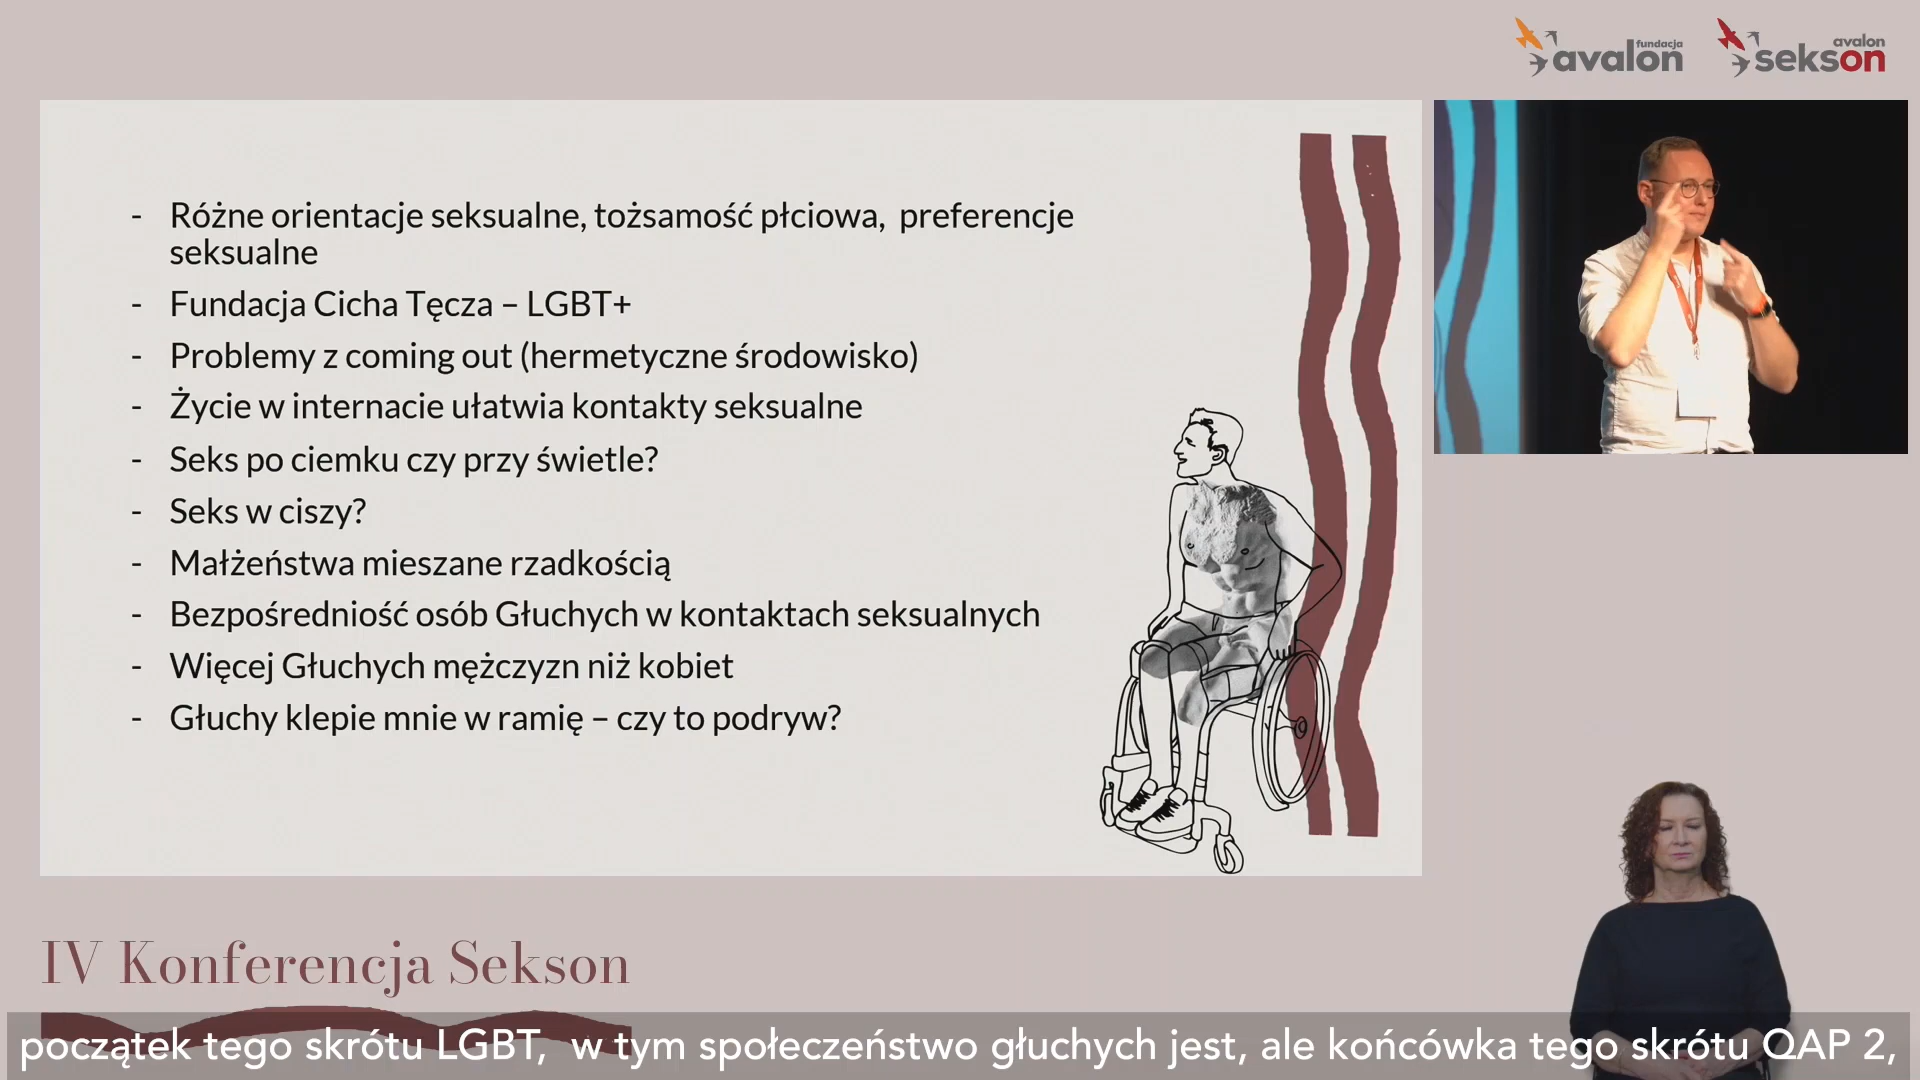 fundacja
avalon
avalon
sekson
- Różne orientacje seksualne, tożsamość płciowa,  preferencje
seksualne
- Fundacja Cicha Tęcza – LGBT+
- Problemy z coming out (hermetyczne środowisko)
- Życie w internacie ułatwia kontakty seksualne
- Seks po ciemku czy przy świetle?
- Seks w ciszy?
- Małżeństwa mieszane rzadkością
- Bezpośredniość osób Głuchych w kontaktach seksualnych
- Więcej Głuchych mężczyzn niż kobiet
- Głuchy klepie mnie w ramię – czy to podryw?
IV Konferencja Sekson
początek tego skrótu LGBT,  w tym społeczeństwo głuchych jest, ale końcówka tego skrótu QAP 2,